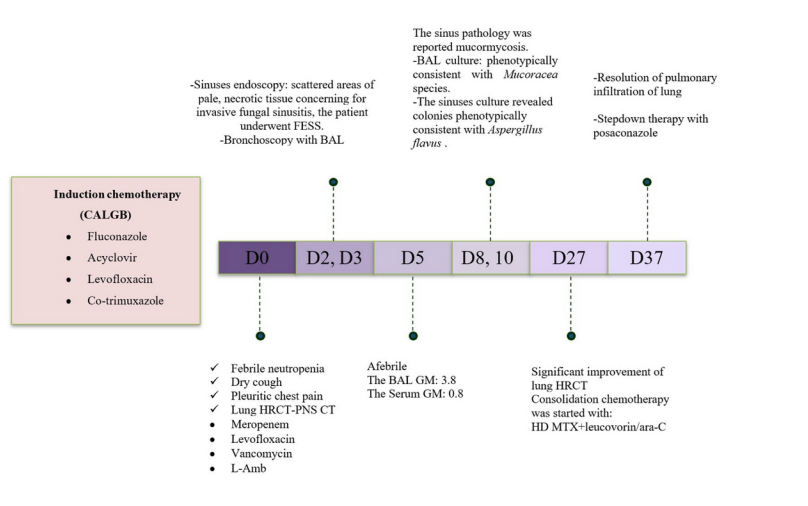 The sinus pathology was
reported mucormycosis.
-BAL culture: phenotypically
consistent with Mucoracea
species.
-The sinuses culture revealed
colonies phenotypically
consistent with Aspergillus
flavus .
-Sinuses endoscopy: scattered areas of
pale, necrotic tissue concerning for
invasive fungal sinusitis, the patient
underwent FESS.
-Bronchoscopy with BAL
-Resolution of pulmonary
infiltration of lung
-Stepdown therapy with
posaconazole
Induction chemotherapy
(CALGB)
• Fluconazole
• Acyclovir
• Levofloxacin
• Co-trimuxazole
D0
D2, D3
D5
D8, 10
D27
D37
✓ Febrile neutropenia
✓ Dry cough
✓ Pleuritic chest pain
✓ Lung HRCT-PNS CT
• Meropenem
• Levofloxacin
• Vancomycin
• L-Amb
Afebrile
The BAL GM: 3.8
The Serum GM: 0.8
Significant improvement of
lung HRCT
Consolidation chemotherapy
was started with:
HD MTX+leucovorin/ara-C